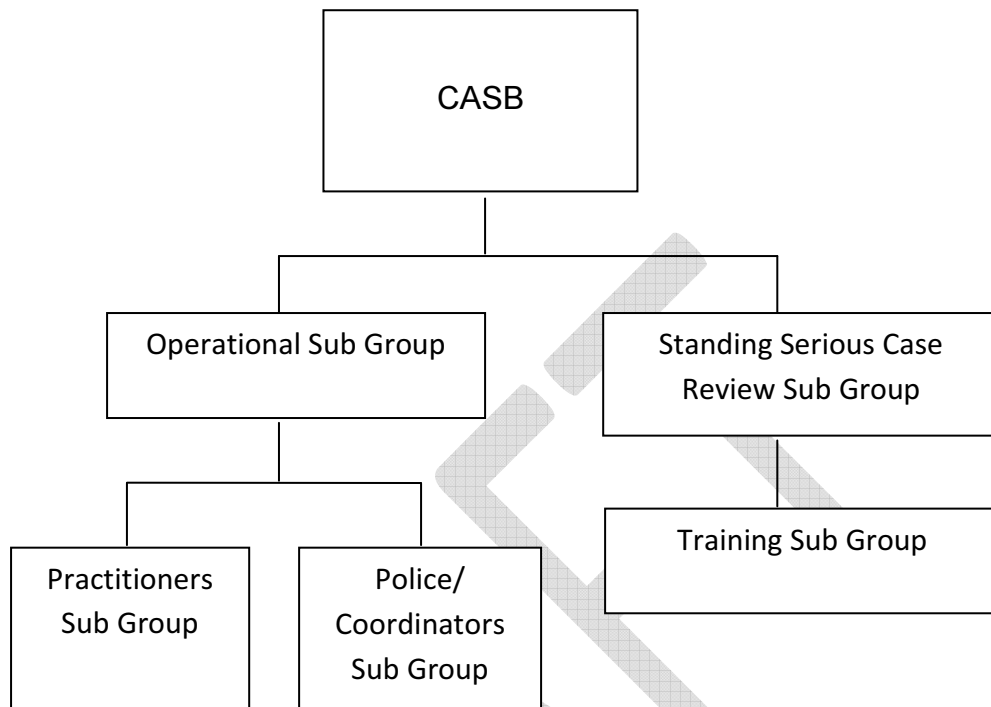 CASB
Operational Sub Group
Standing Serious Case
Review Sub Group
Training Sub Group
Practitioners
Sub Group
Police/
Coordinators
Sub Group